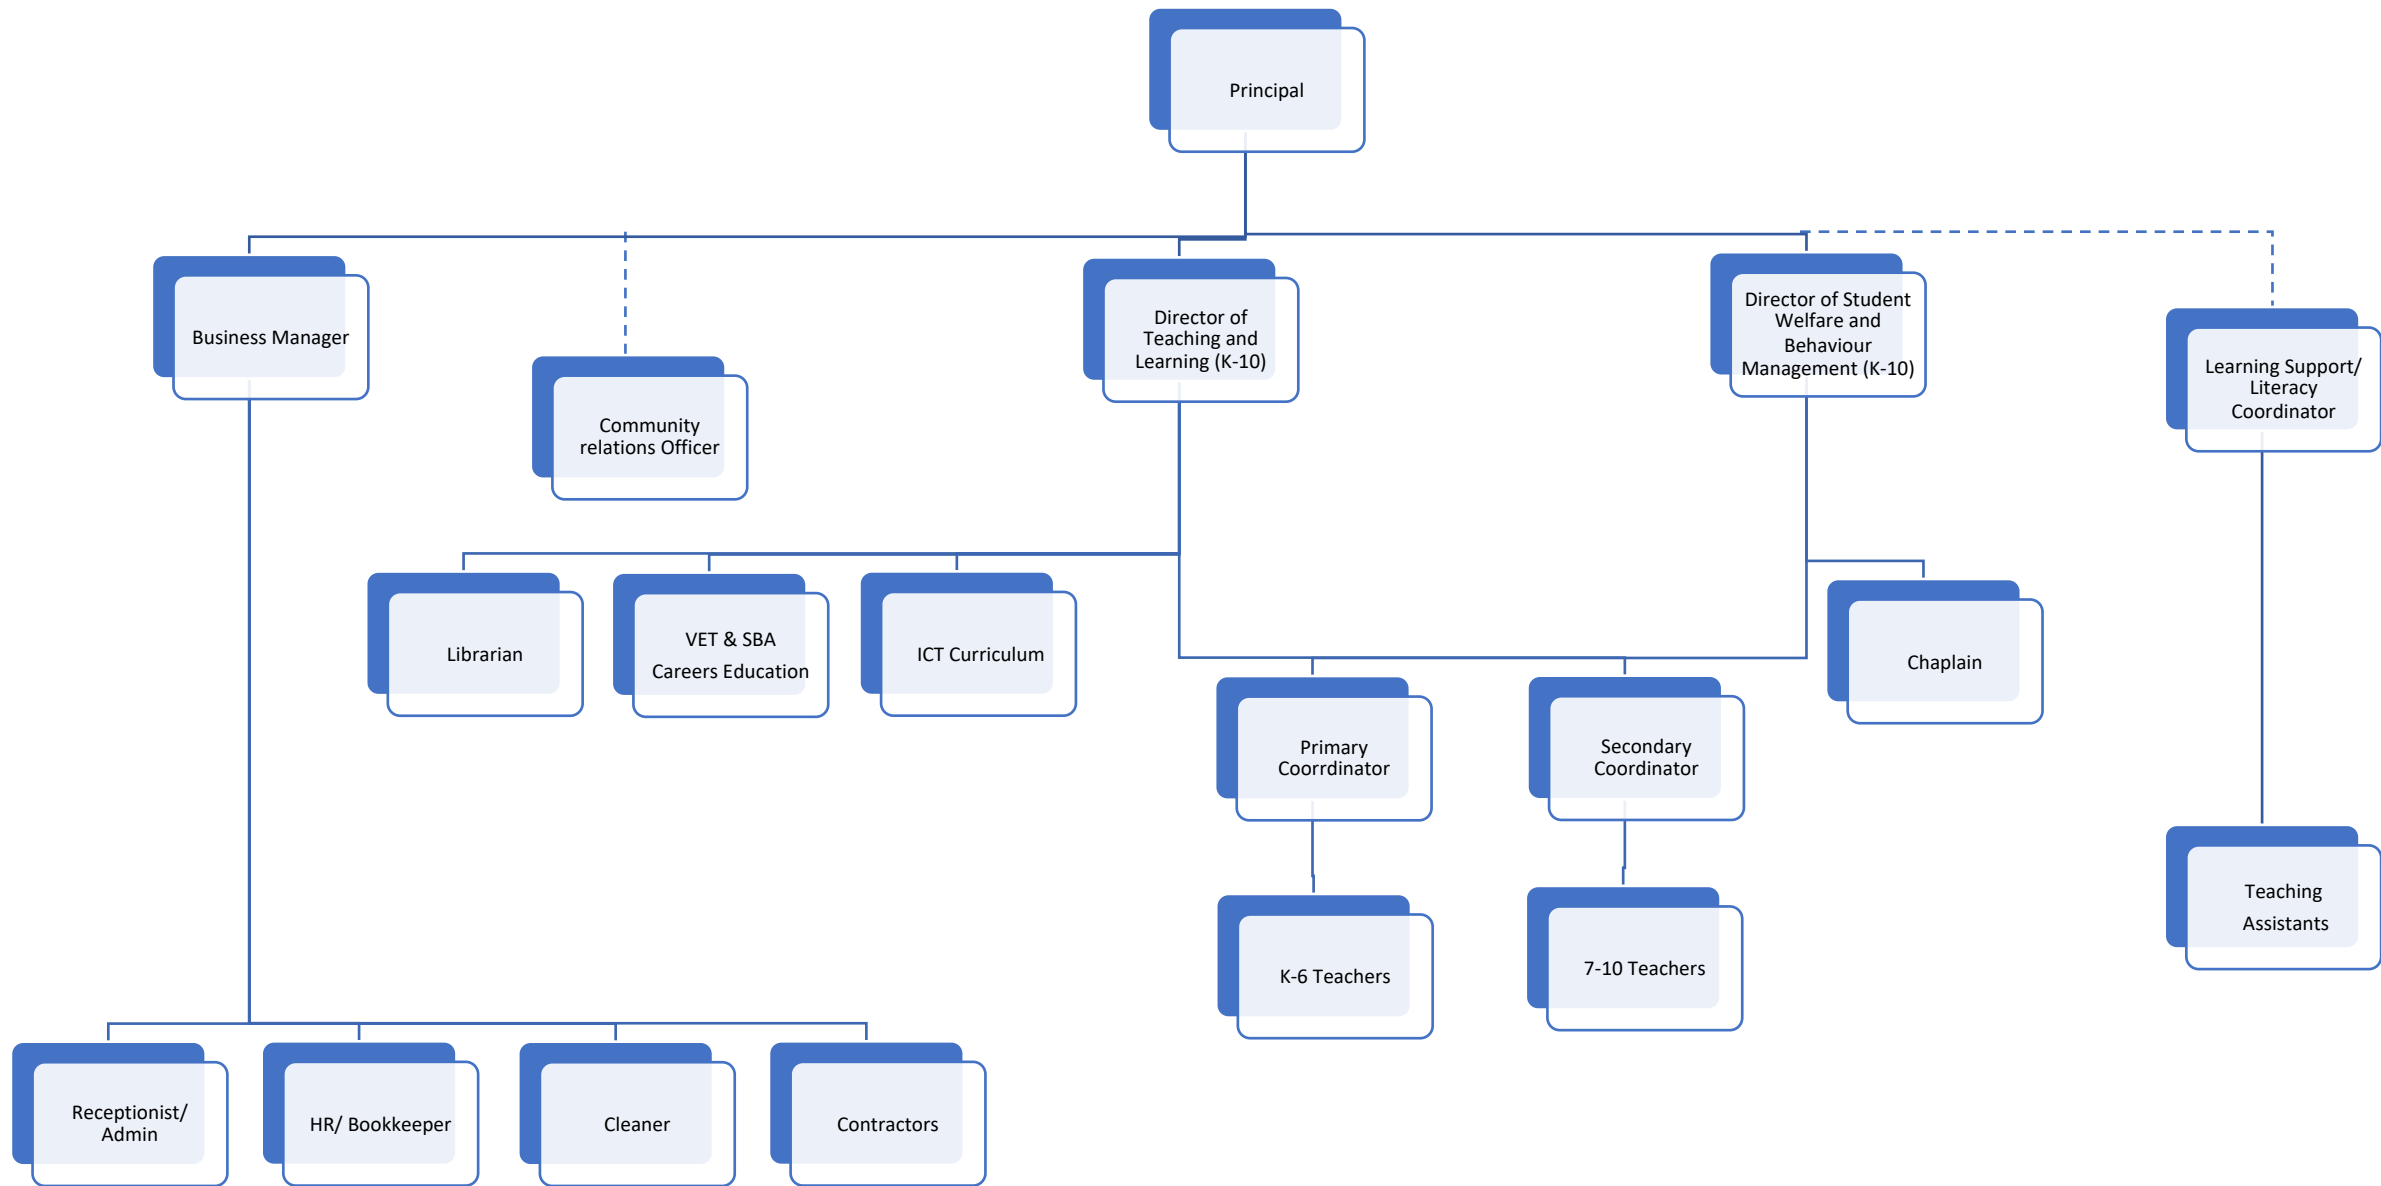 Principal
Business Manager
Community
relations Officer
Director of
Teaching and
Learning (K-10)
Director of Student
Welfare and
Behaviour
Management (K-10)
Learning Support/
Literacy
Coordinator
Librarian
VET & SBA
Careers Education
ICT Curriculum
Chaplain
Primary
Coorrdinator
Secondary
Coordinator
K-6 Teachers
7-10 Teachers
Teaching
Assistants
Receptionist/
Admin
HR/ Bookkeeper
Cleaner
Contractors